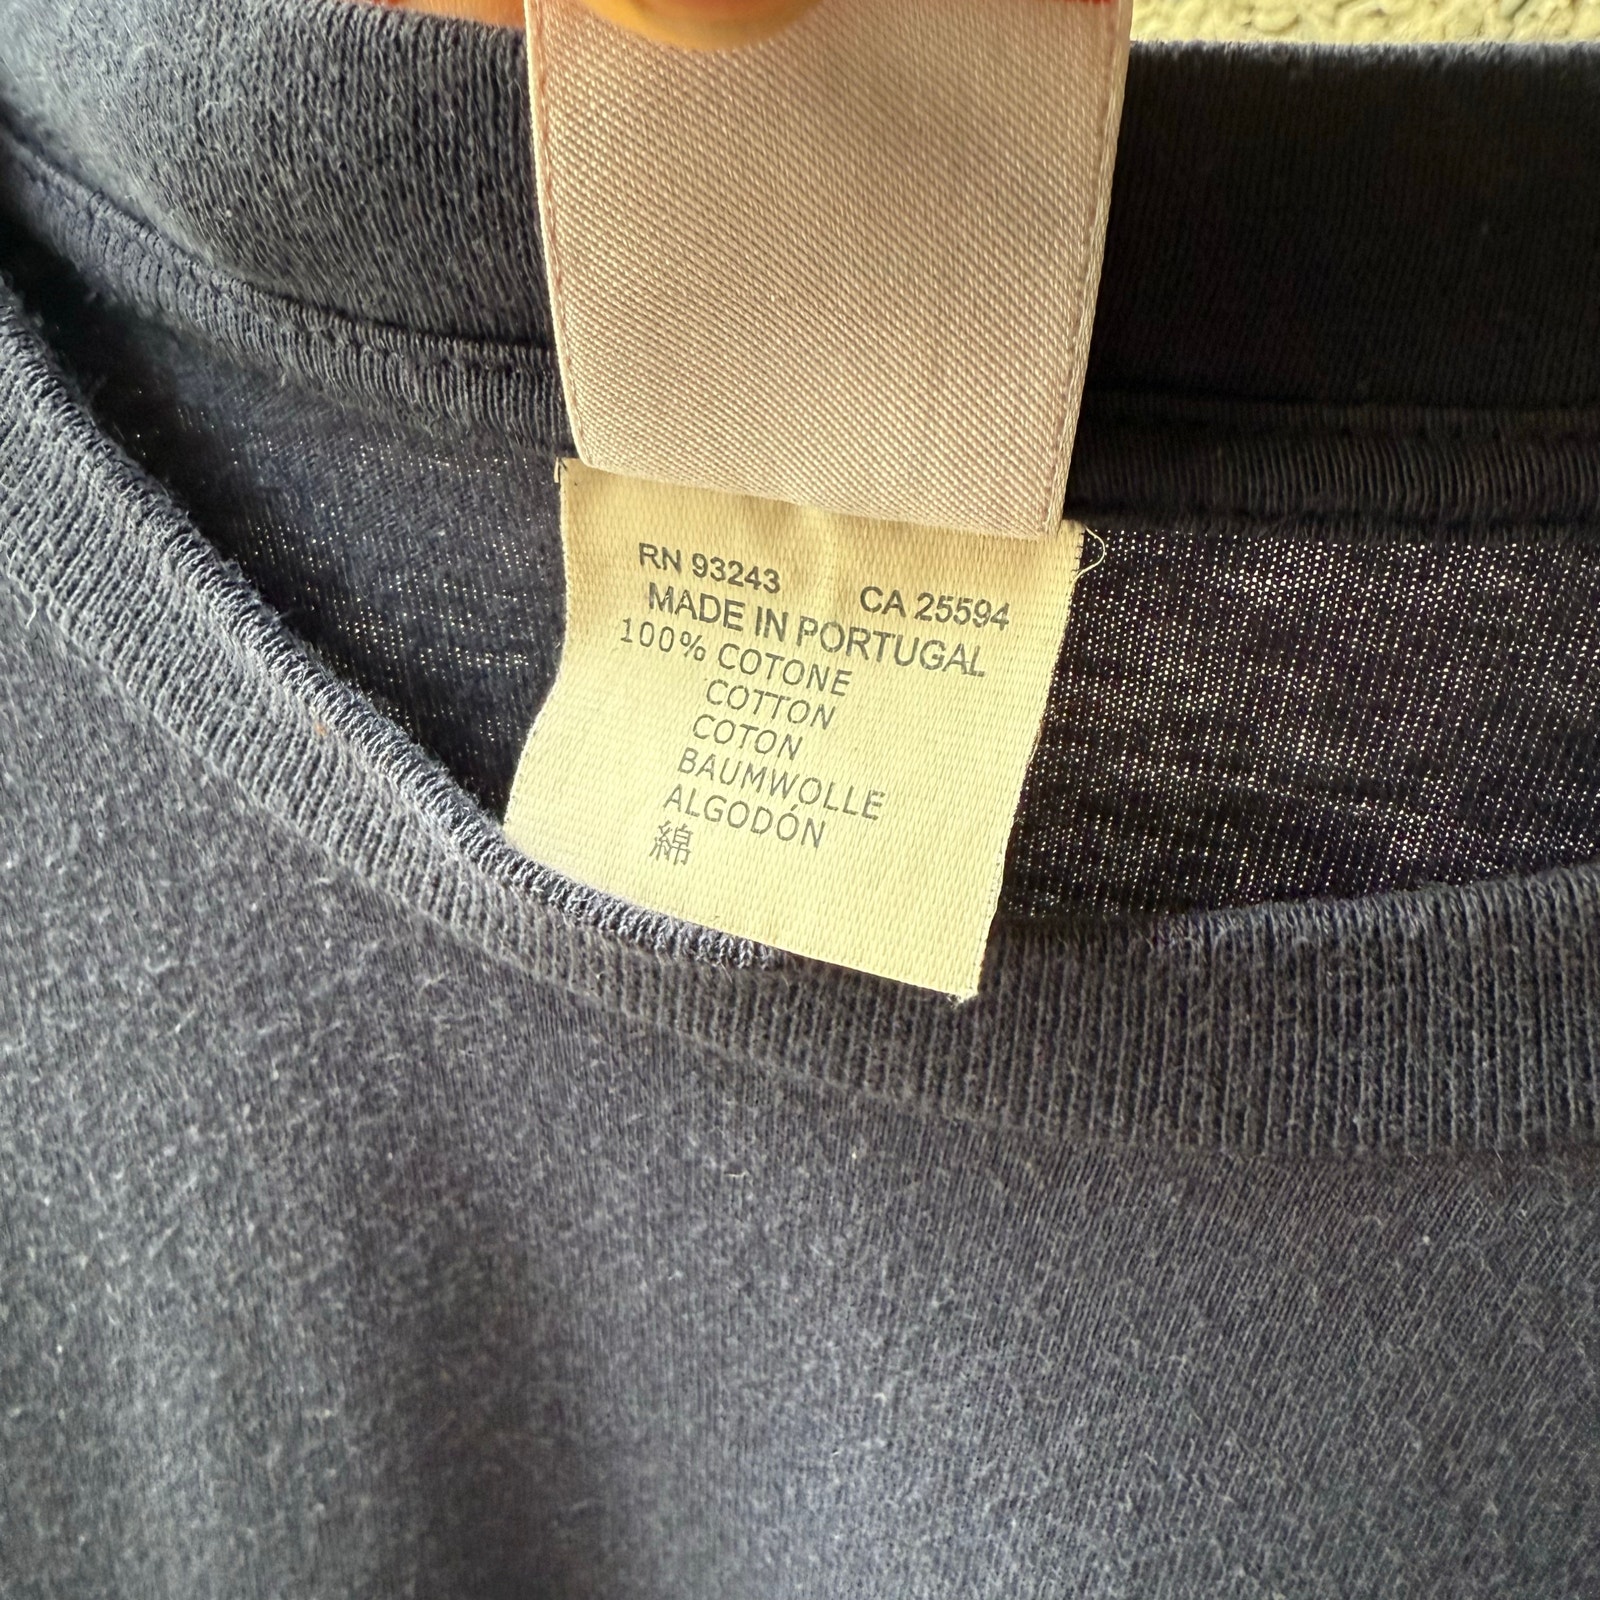 RN 93243 CA 25594
MADE IN PORTUGAL
100% COTONE
COTTON
COTON
BAUMWOLLE
ALGODÓN
綿